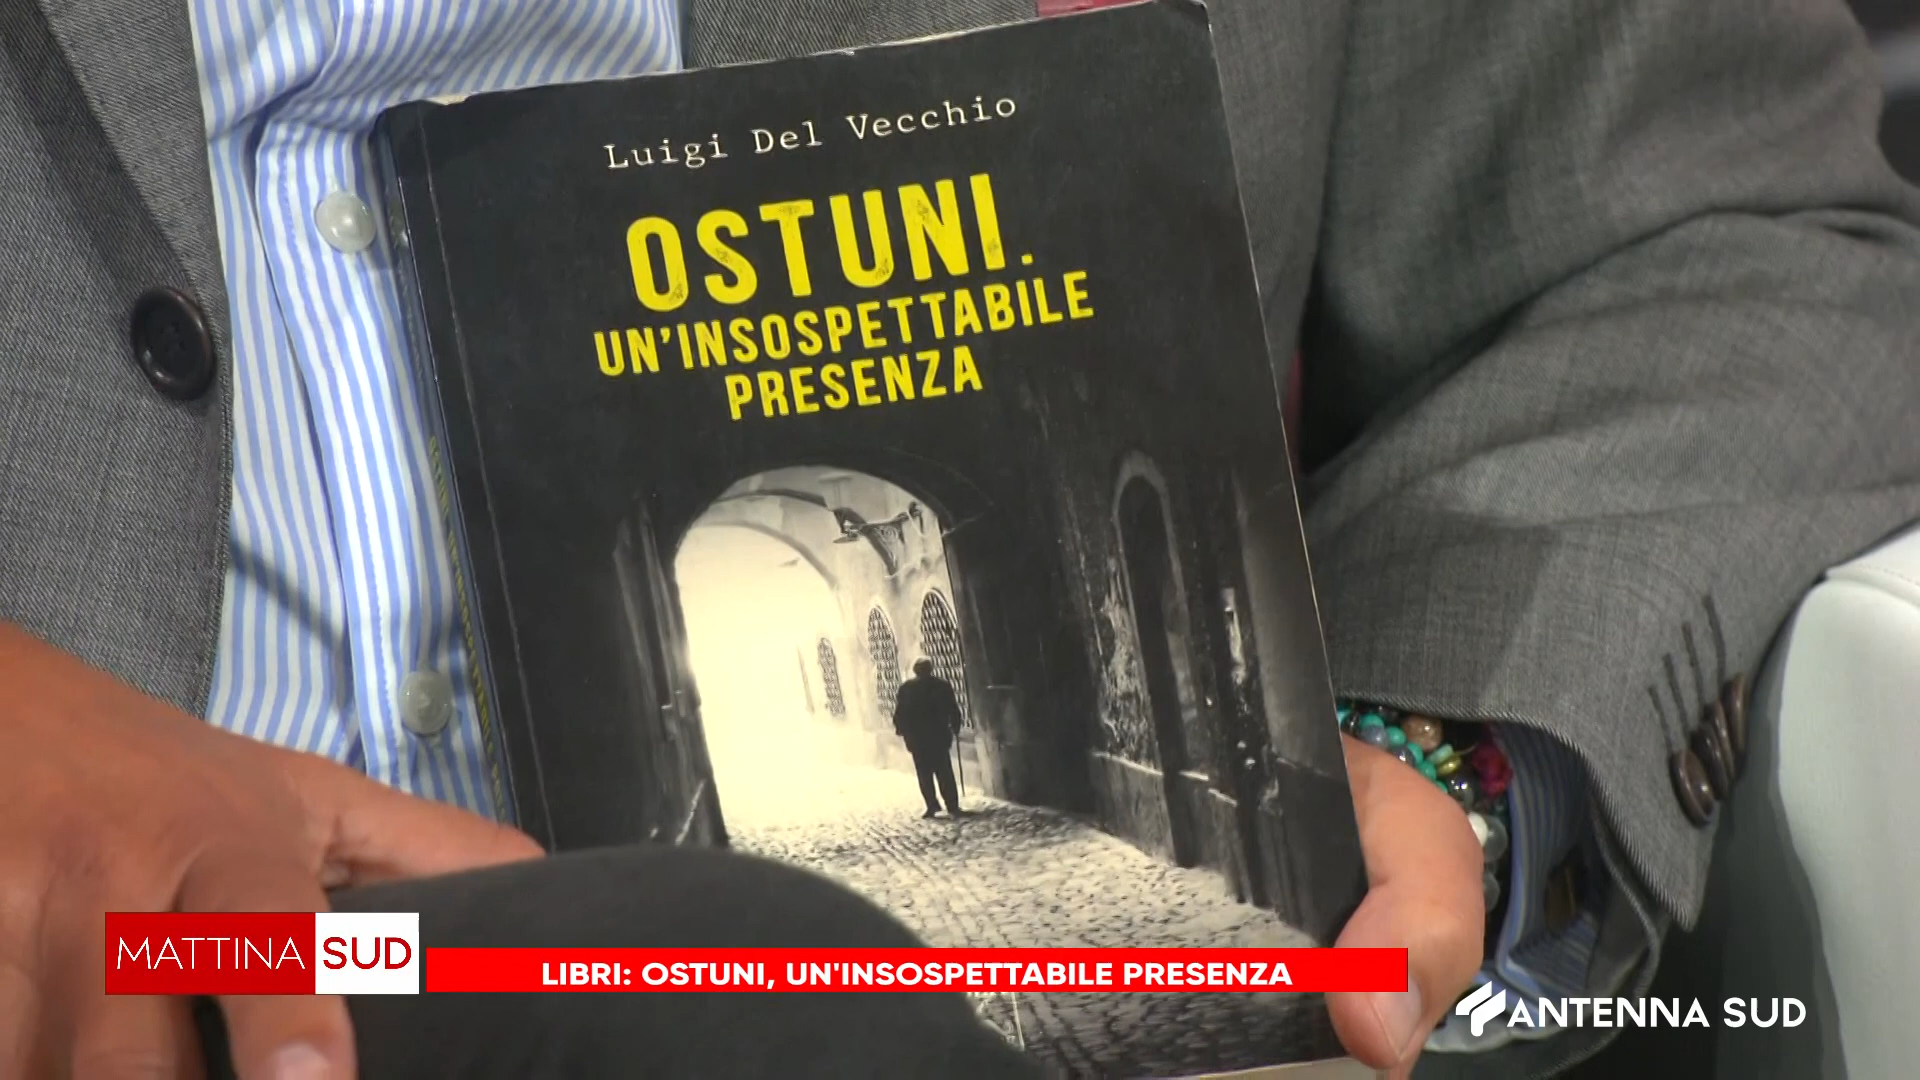 Luigi Del Vecchio
OSTUNI.
UN'INSOSPETTABILE
PRESENZA
MATTINA SUD
LIBRI: OSTUNI, UN'INSOSPETTABILE PRESENZA
ANTENNA SUD